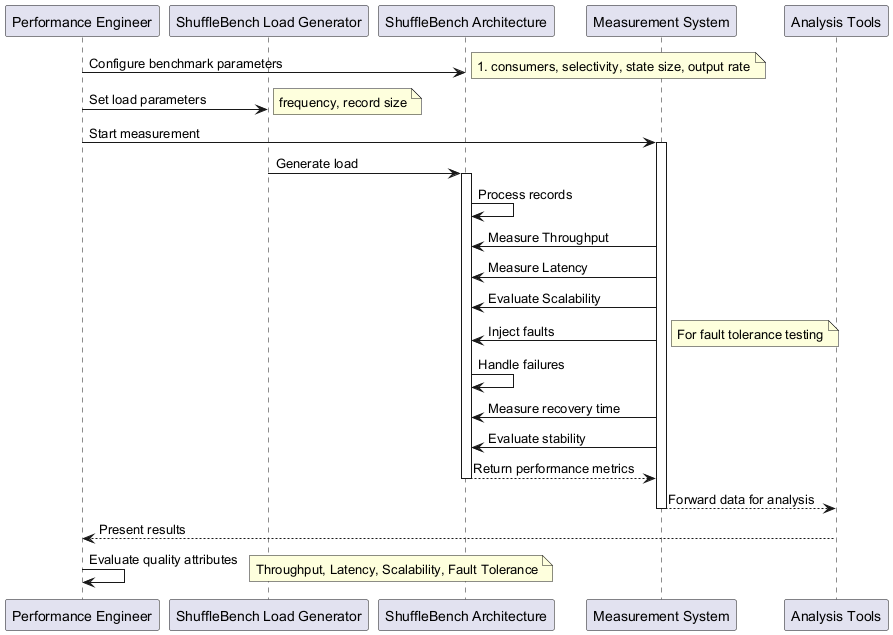 Performance Engineer
ShuffleBench Load Generator
ShuffleBench Architecture
Measurement System
Analysis Tools
Configure benchmark parameters
1. consumers, selectivity, state size, output rate
Set load parameters
frequency, record size
Start measurement
Generate load
Process records
Measure Throughput
Measure Latency
Evaluate Scalability
Inject faults
For fault tolerance testing
Handle failures
Measure recovery time
Evaluate stability
Return performance metrics
Forward data for analysis
Present results
Evaluate quality attributes
Throughput, Latency, Scalability, Fault Tolerance
Performance Engineer
ShuffleBench Load Generator
ShuffleBench Architecture
Measurement System
Analysis Tools